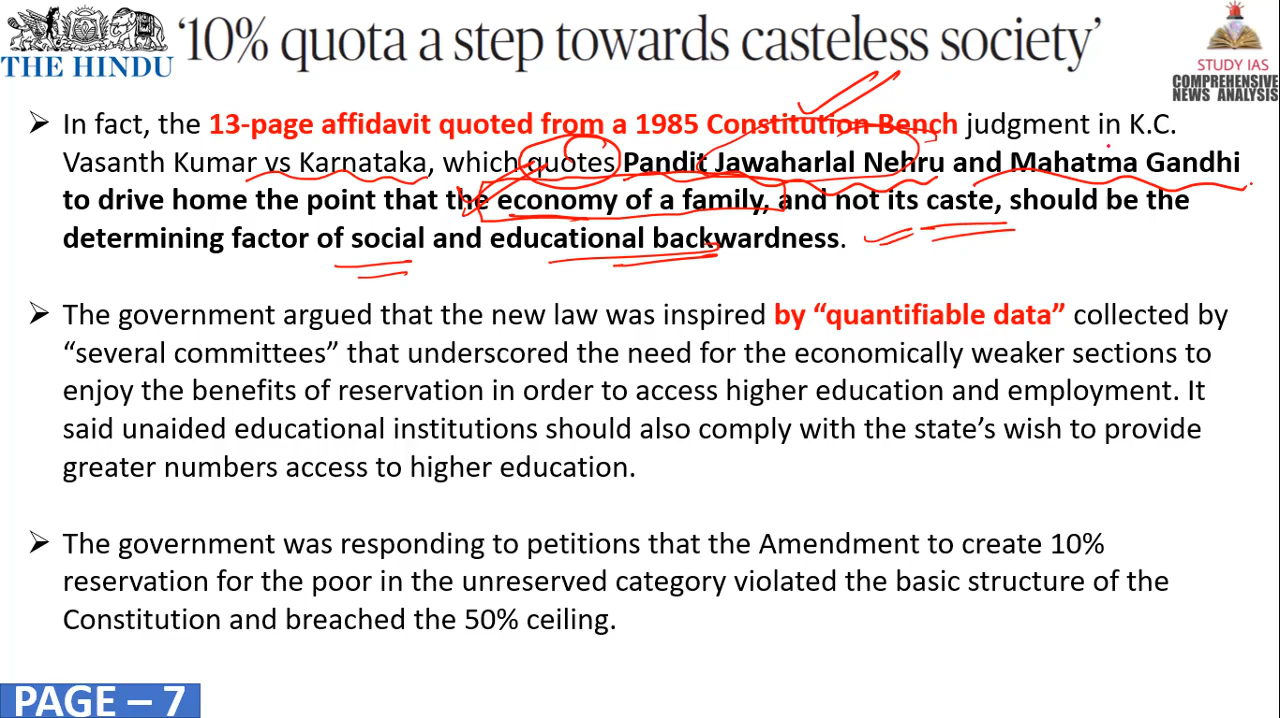 THE HINDU
'10% quota a step towards casteless society'
STUDY IAS
COMPREHENSIVE
NEWS ANALYSIS
➤ In fact, the 13-page affidavit quoted from a 1985 Constitution Bench judgment in K.C.
Vasanth Kumar vs Karnataka, which quotes Pandit Jawaharlal Nehru and Mahatma Gandhi
to drive home the point that the economy of a family, and not its caste, should be the
determining factor of social and educational backwardness.
➤ The government argued that the new law was inspired by “quantifiable data” collected by
“several committees” that underscored the need for the economically weaker sections to
enjoy the benefits of reservation in order to access higher education and employment. It
said unaided educational institutions should also comply with the state’s wish to provide
greater numbers access to higher education.
➤ The government was responding to petitions that the Amendment to create 10%
reservation for the poor in the unreserved category violated the basic structure of the
Constitution and breached the 50% ceiling.
PAGE – 7